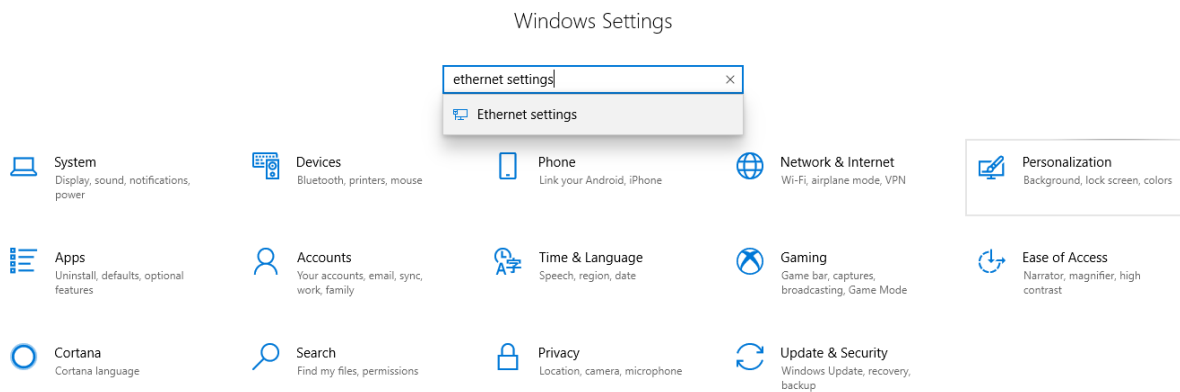 Windows Settings
ethernet settings
Ethernet settings
System
Display, sound, notifications,
power
Devices
Bluetooth, printers, mouse
Phone
Link your Android, iPhone
Network & Internet
Wi-Fi, airplane mode, VPN
Personalization
Background, lock screen, colors
Apps
Uninstall, defaults, optional
features
Accounts
Your accounts, email, sync,
work, family
Time & Language
Speech, region, date
Gaming
Game bar, captures,
broadcasting, Game Mode
Ease of Access
Narrator, magnifier, high
contrast
Cortana
Cortana language
Search
Find my files, permissions
Privacy
Location, camera, microphone
Update & Security
Windows Update, recovery,
backup